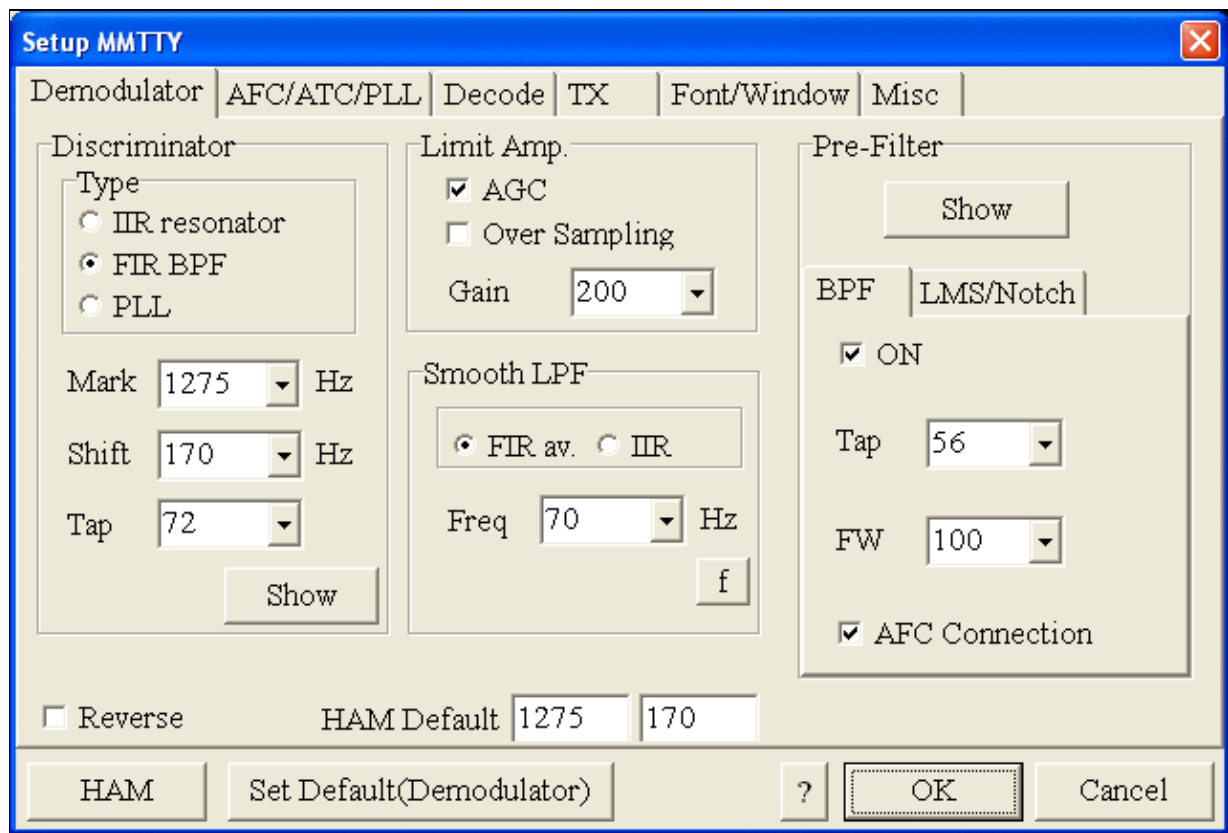 Setup MMTTY
Demodulator AFC/ATC/PLL Decode TX Font/Window Misc
Discriminator
Type
IIR resonator
FIR BPF
PLL
Mark 1275 Hz
Shift 170 Hz
Tap 72
Show
Limit Amp.
AGC
Over Sampling
Gain 200
Smooth LPF
FIR av. IIR
Freq 70 Hz
f
Pre-Filter
Show
BPF LMS/Notch
ON
Tap 56
FW 100
AFC Connection
Reverse HAM Default 1275 170
HAM Set Default(Demodulator) ? OK Cancel